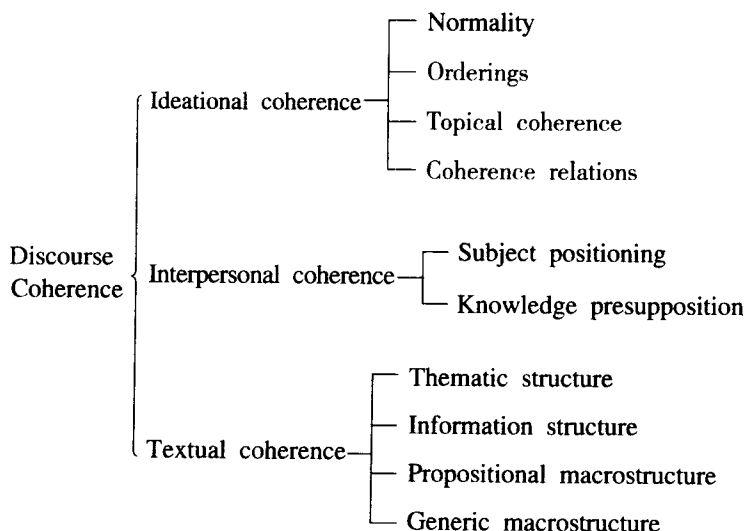 Normality
Orderings
Ideational coherence
Topical coherence
Coherence relations
Discourse
Coherence
Interpersonal coherence
Subject positioning
Knowledge presupposition
Thematic structure
Information structure
Textual coherence
Propositional macrostructure
Generic macrostructure